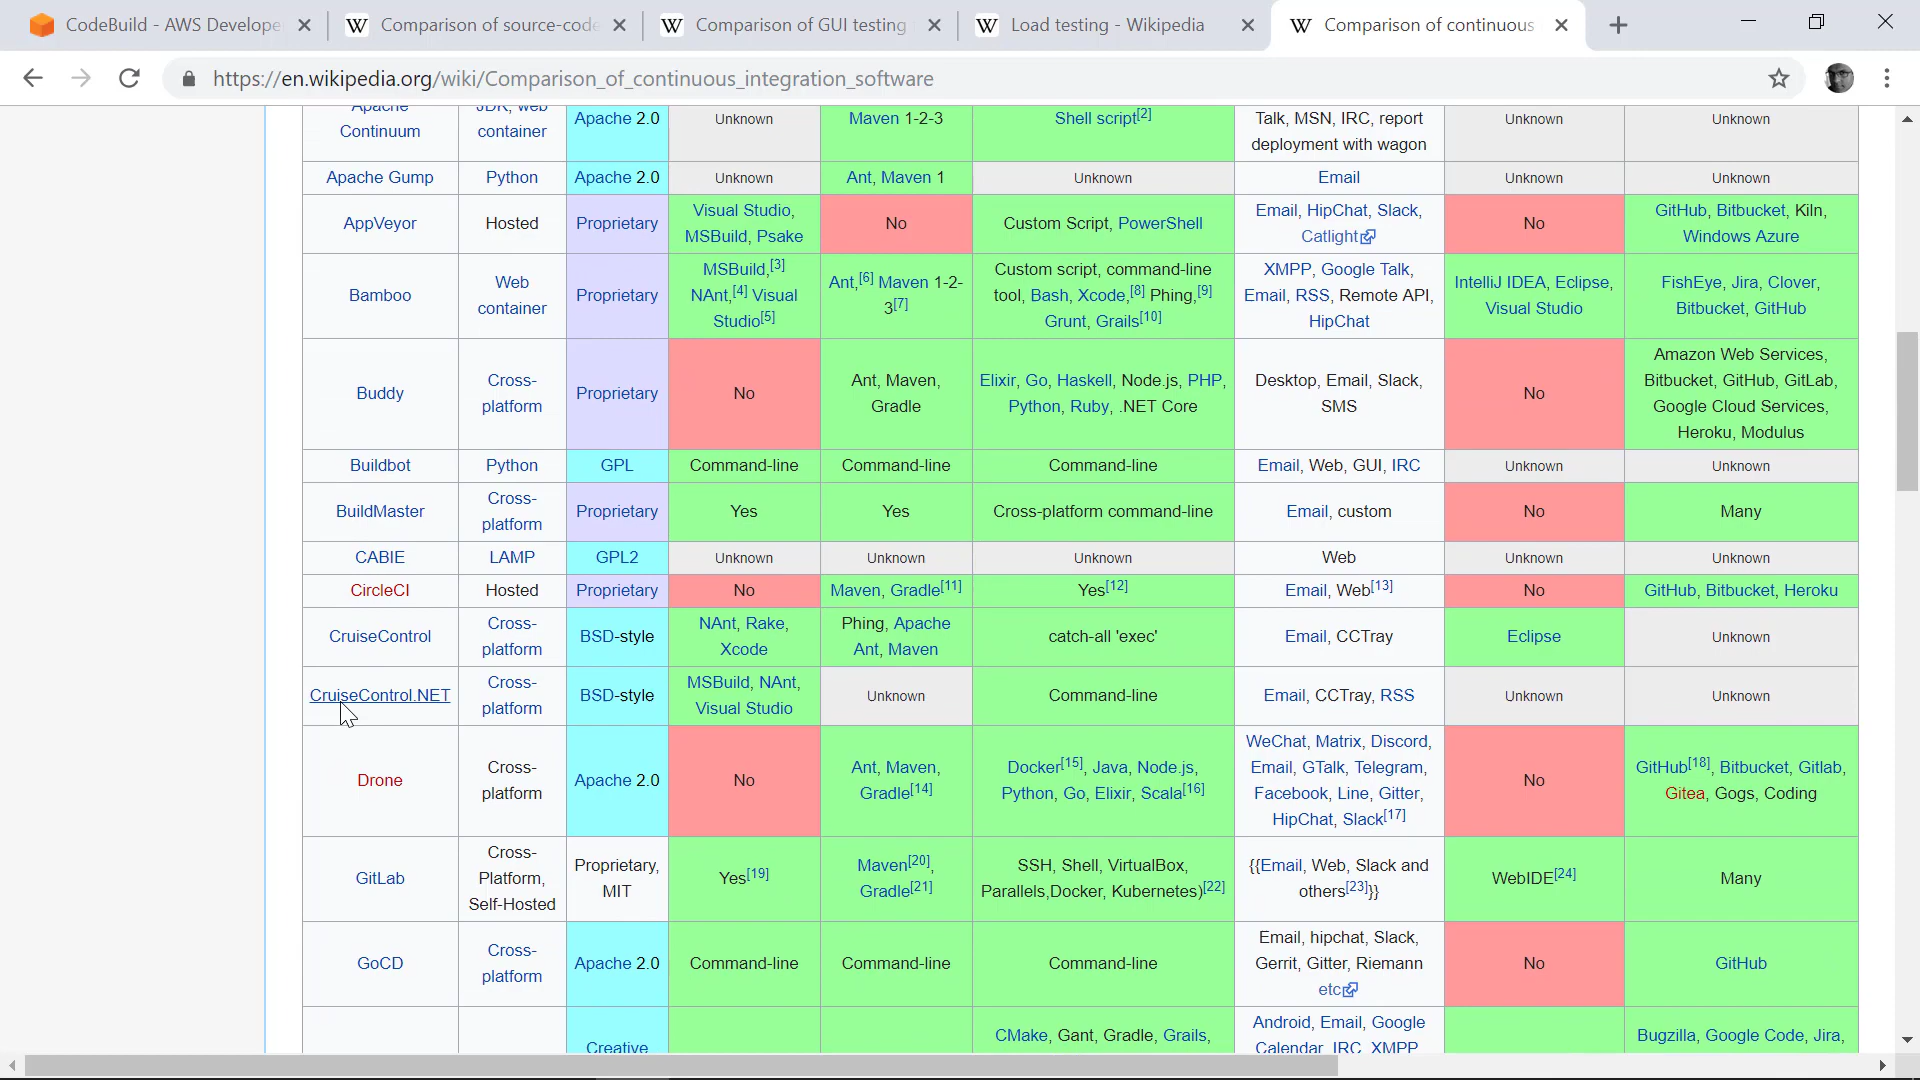 CodeBuild - AWS Develope
Comparison of source-code
Comparison of GUI testing
Load testing - Wikipedia
Comparison of continuous
https://en.wikipedia.org/wiki/Comparison_of_continuous_integration_software
Apache
Continuum
JDK, web
container
Apache 2.0
Unknown
Maven 1-2-3
Shell script[2]
Talk, MSN, IRC, report
deployment with wagon
Unknown
Unknown
Apache Gump
Python
Apache 2.0
Unknown
Ant, Maven 1
Unknown
Email
Unknown
Unknown
AppVeyor
Hosted
Proprietary
Visual Studio,
MSBuild, Psake
No
Custom Script, PowerShell
Email, HipChat, Slack,
Catlight
No
GitHub, Bitbucket, Kiln,
Windows Azure
Bamboo
Web
container
Proprietary
MSBuild,[3]
NAnt,[4] Visual
Studio[5]
Ant,[6] Maven 1-2-
3[7]
Custom script, command-line
tool, Bash, Xcode,[8] Phing,[9]
Grunt, Grails[10]
XMPP, Google Talk,
Email, RSS, Remote API,
HipChat
IntelliJ IDEA, Eclipse,
Visual Studio
FishEye, Jira, Clover,
Bitbucket, GitHub
Buddy
Cross-
platform
Proprietary
No
Ant, Maven,
Gradle
Elixir, Go, Haskell, Node.js, PHP,
Python, Ruby, .NET Core
Desktop, Email, Slack,
SMS
No
Amazon Web Services,
Bitbucket, GitHub, GitLab,
Google Cloud Services,
Heroku, Modulus
Buildbot
Python
GPL
Command-line
Command-line
Command-line
Email, Web, GUI, IRC
Unknown
Unknown
BuildMaster
Cross-
platform
Proprietary
Yes
Yes
Cross-platform command-line
Email, custom
No
Many
CABIE
LAMP
GPL2
Unknown
Unknown
Unknown
Web
Unknown
Unknown
CircleCI
Hosted
Proprietary
No
Maven, Gradle[11]
Yes[12]
Email, Web[13]
No
GitHub, Bitbucket, Heroku
CruiseControl
Cross-
platform
BSD-style
NAnt, Rake,
Xcode
Phing, Apache
Ant, Maven
catch-all 'exec'
Email, CCTray
Eclipse
Unknown
CruiseControl.NET
Cross-
platform
BSD-style
MSBuild, NAnt,
Visual Studio
Unknown
Command-line
Email, CCTray, RSS
Unknown
Unknown
Drone
Cross-
platform
Apache 2.0
No
Ant, Maven,
Gradle[14]
Docker[15], Java, Node.js,
Python, Go, Elixir, Scala[16]
WeChat, Matrix, Discord,
Email, GTalk, Telegram,
Facebook, Line, Gitter,
HipChat, Slack[17]
No
GitHub[18], Bitbucket, Gitlab,
Gitea, Gogs, Coding
GitLab
Cross-
Platform,
Self-Hosted
Proprietary,
MIT
Yes[19]
Maven[20],
Gradle[21]
SSH, Shell, VirtualBox,
Parallels,Docker, Kubernetes)[22]
{{Email, Web, Slack and
others[23]}}
WebIDE[24]
Many
GoCD
Cross-
platform
Apache 2.0
Command-line
Command-line
Command-line
Email, hipchat, Slack,
Gerrit, Gitter, Riemann
etc
No
GitHub
Creative
CMake, Gant, Gradle, Grails,
Android, Email, Google
Calendar, IRC, XMPP
Bugzilla, Google Code, Jira,